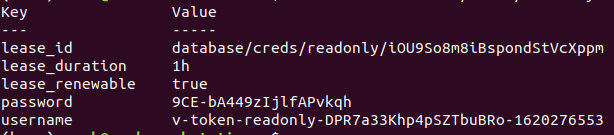 Key Value
--- -----
lease_id database/creds/readonly/iOU9So8m8iBspondStVcXppm
lease_duration 1h
lease_renewable true
password 9CE-bA449zIjlfAPvkqh
username v-token-readonly-DPR7a33Khp4pSZTbuBRo-1620276553